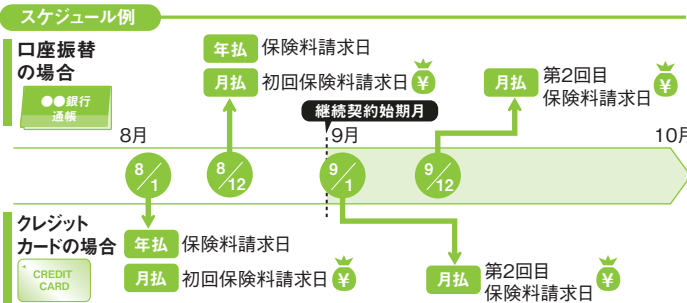 スケジュール例
口座振替
の場合
●●銀行
通帳
年払 保険料請求日
月払 初回保険料請求日 ¥
月払 第2回目
保険料請求日 ¥
継続契約始期月
8月
9月
10月
8/1
8/12
9/1
9/12
クレジット
カードの場合
CREDIT
CARD
年払 保険料請求日
月払 初回保険料請求日 ¥
月払 第2回目
保険料請求日 ¥